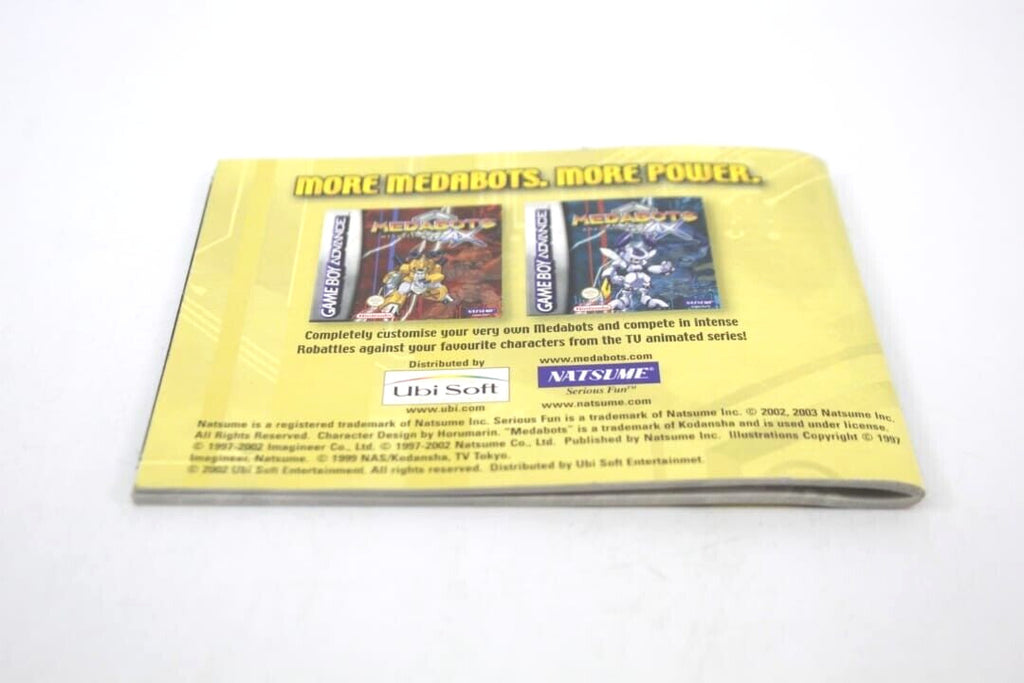 MORE MEDABOTS. MORE POWER.
GAME BOY ADVANCE
MEDABOTS
AX
GAME BOY ADVANCE
MEDABOTS
AX
Completely customise your very own Medabots and compete in intense
Robattles against your favourite characters from the TV animated series!
Distributed by
Ubi Soft
www.ubi.com
www.medabots.com
NATSUME®
Serious Fun™
www.natsume.com
Natsume is a registered trademark of Natsume Inc. Serious Fun is a trademark of Natsume Inc. © 2002, 2003 Natsume Inc.
All Rights Reserved. Character Design by Horumarin. "Medabots" is a trademark of Kodansha and is used under license.
© 1997-2002 Imagineer Co., Ltd. © 1997-2002 Natsume Co., Ltd. Published by Natsume Inc. Illustrations Copyright © 1997
Imagineer, Natsume. © 1999 NAS/Kodansha, TV Tokyo.
© 2002 Ubi Soft Entertainment. All rights reserved. Distributed by Ubi Soft Entertainmet.